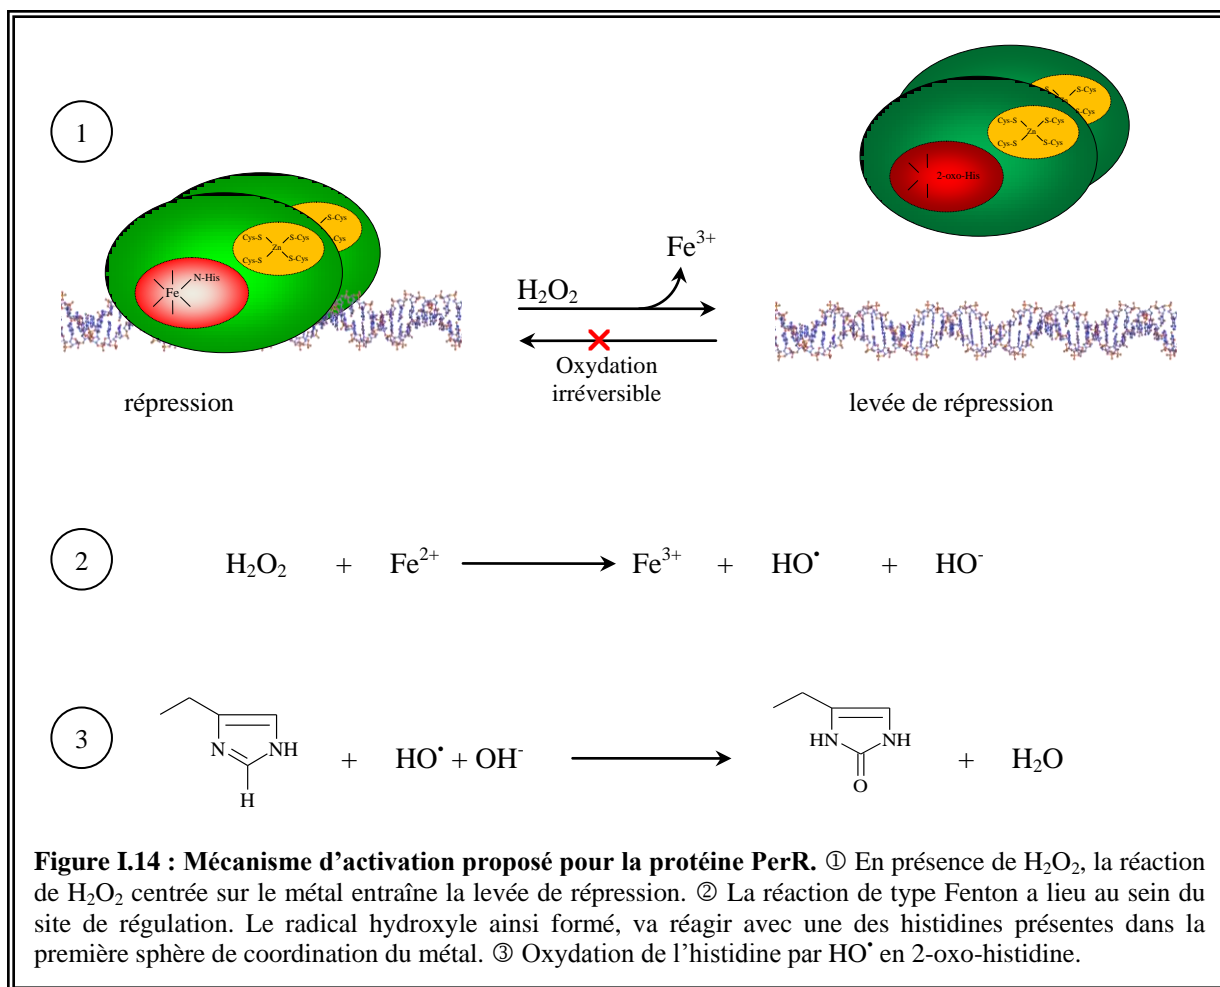 1
S-Cys
S-Cys
Cys-S
S-Cys
Zn
Cys-S
S-Cys
2-oxo-His
S-Cys
Cys
Cys-S
S-Cys
Zn
Cys-S
S-Cys
N-His
Fe
Fe³⁺
H₂O₂
Oxydation
irréversible
répression
levée de répression
2
H₂O₂ + Fe²⁺ Fe³⁺ + HO• + HO⁻
3
N NH H + HO• + OH⁻ HN NH O + H₂O
Figure I.14 : Mécanisme d’activation proposé pour la protéine PerR. ① En présence de H₂O₂, la réaction
de H₂O₂ centrée sur le métal entraîne la levée de répression. ② La réaction de type Fenton a lieu au sein du
site de régulation. Le radical hydroxyle ainsi formé, va réagir avec une des histidines présentes dans la
première sphère de coordination du métal. ③ Oxydation de l’histidine par HO• en 2-oxo-histidine.